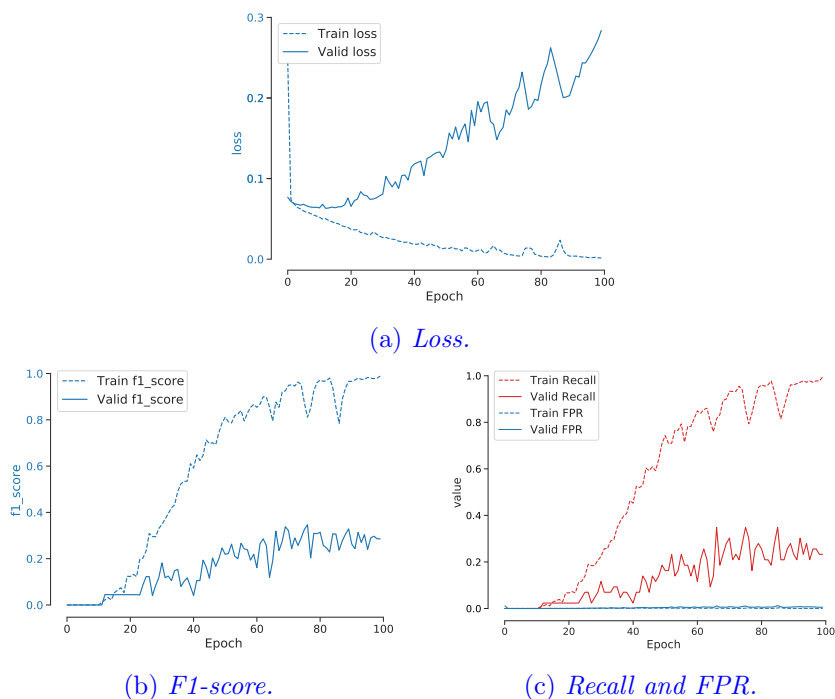 0.3
Train loss
Valid loss
0.2
loss
0.1
0.1
0.0
0 20 40 60 80 100
Epoch
(a) Loss.
1.0
Train f1_score
Valid f1_score
0.8
0.6
f1_score
0.4
0.2
0.0
0 20 40 60 80 100
Epoch
(b) F1-score.
1.0
Train Recall
Valid Recall
Train FPR
Valid FPR
0.8
0.6
value
0.4
0.2
0.0
0 20 40 60 80 100
Epoch
(c) Recall and FPR.